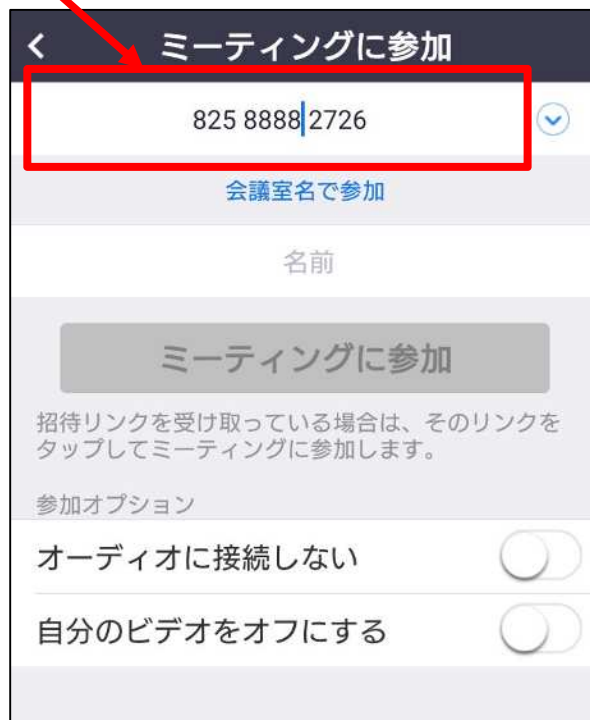 ミーティングに参加
825 8888 2726
会議室名で参加
名前
ミーティングに参加
招待リンクを受け取っている場合は、そのリンクを
タップしてミーティングに参加します。
参加オプション
オーディオに接続しない
自分のビデオをオフにする